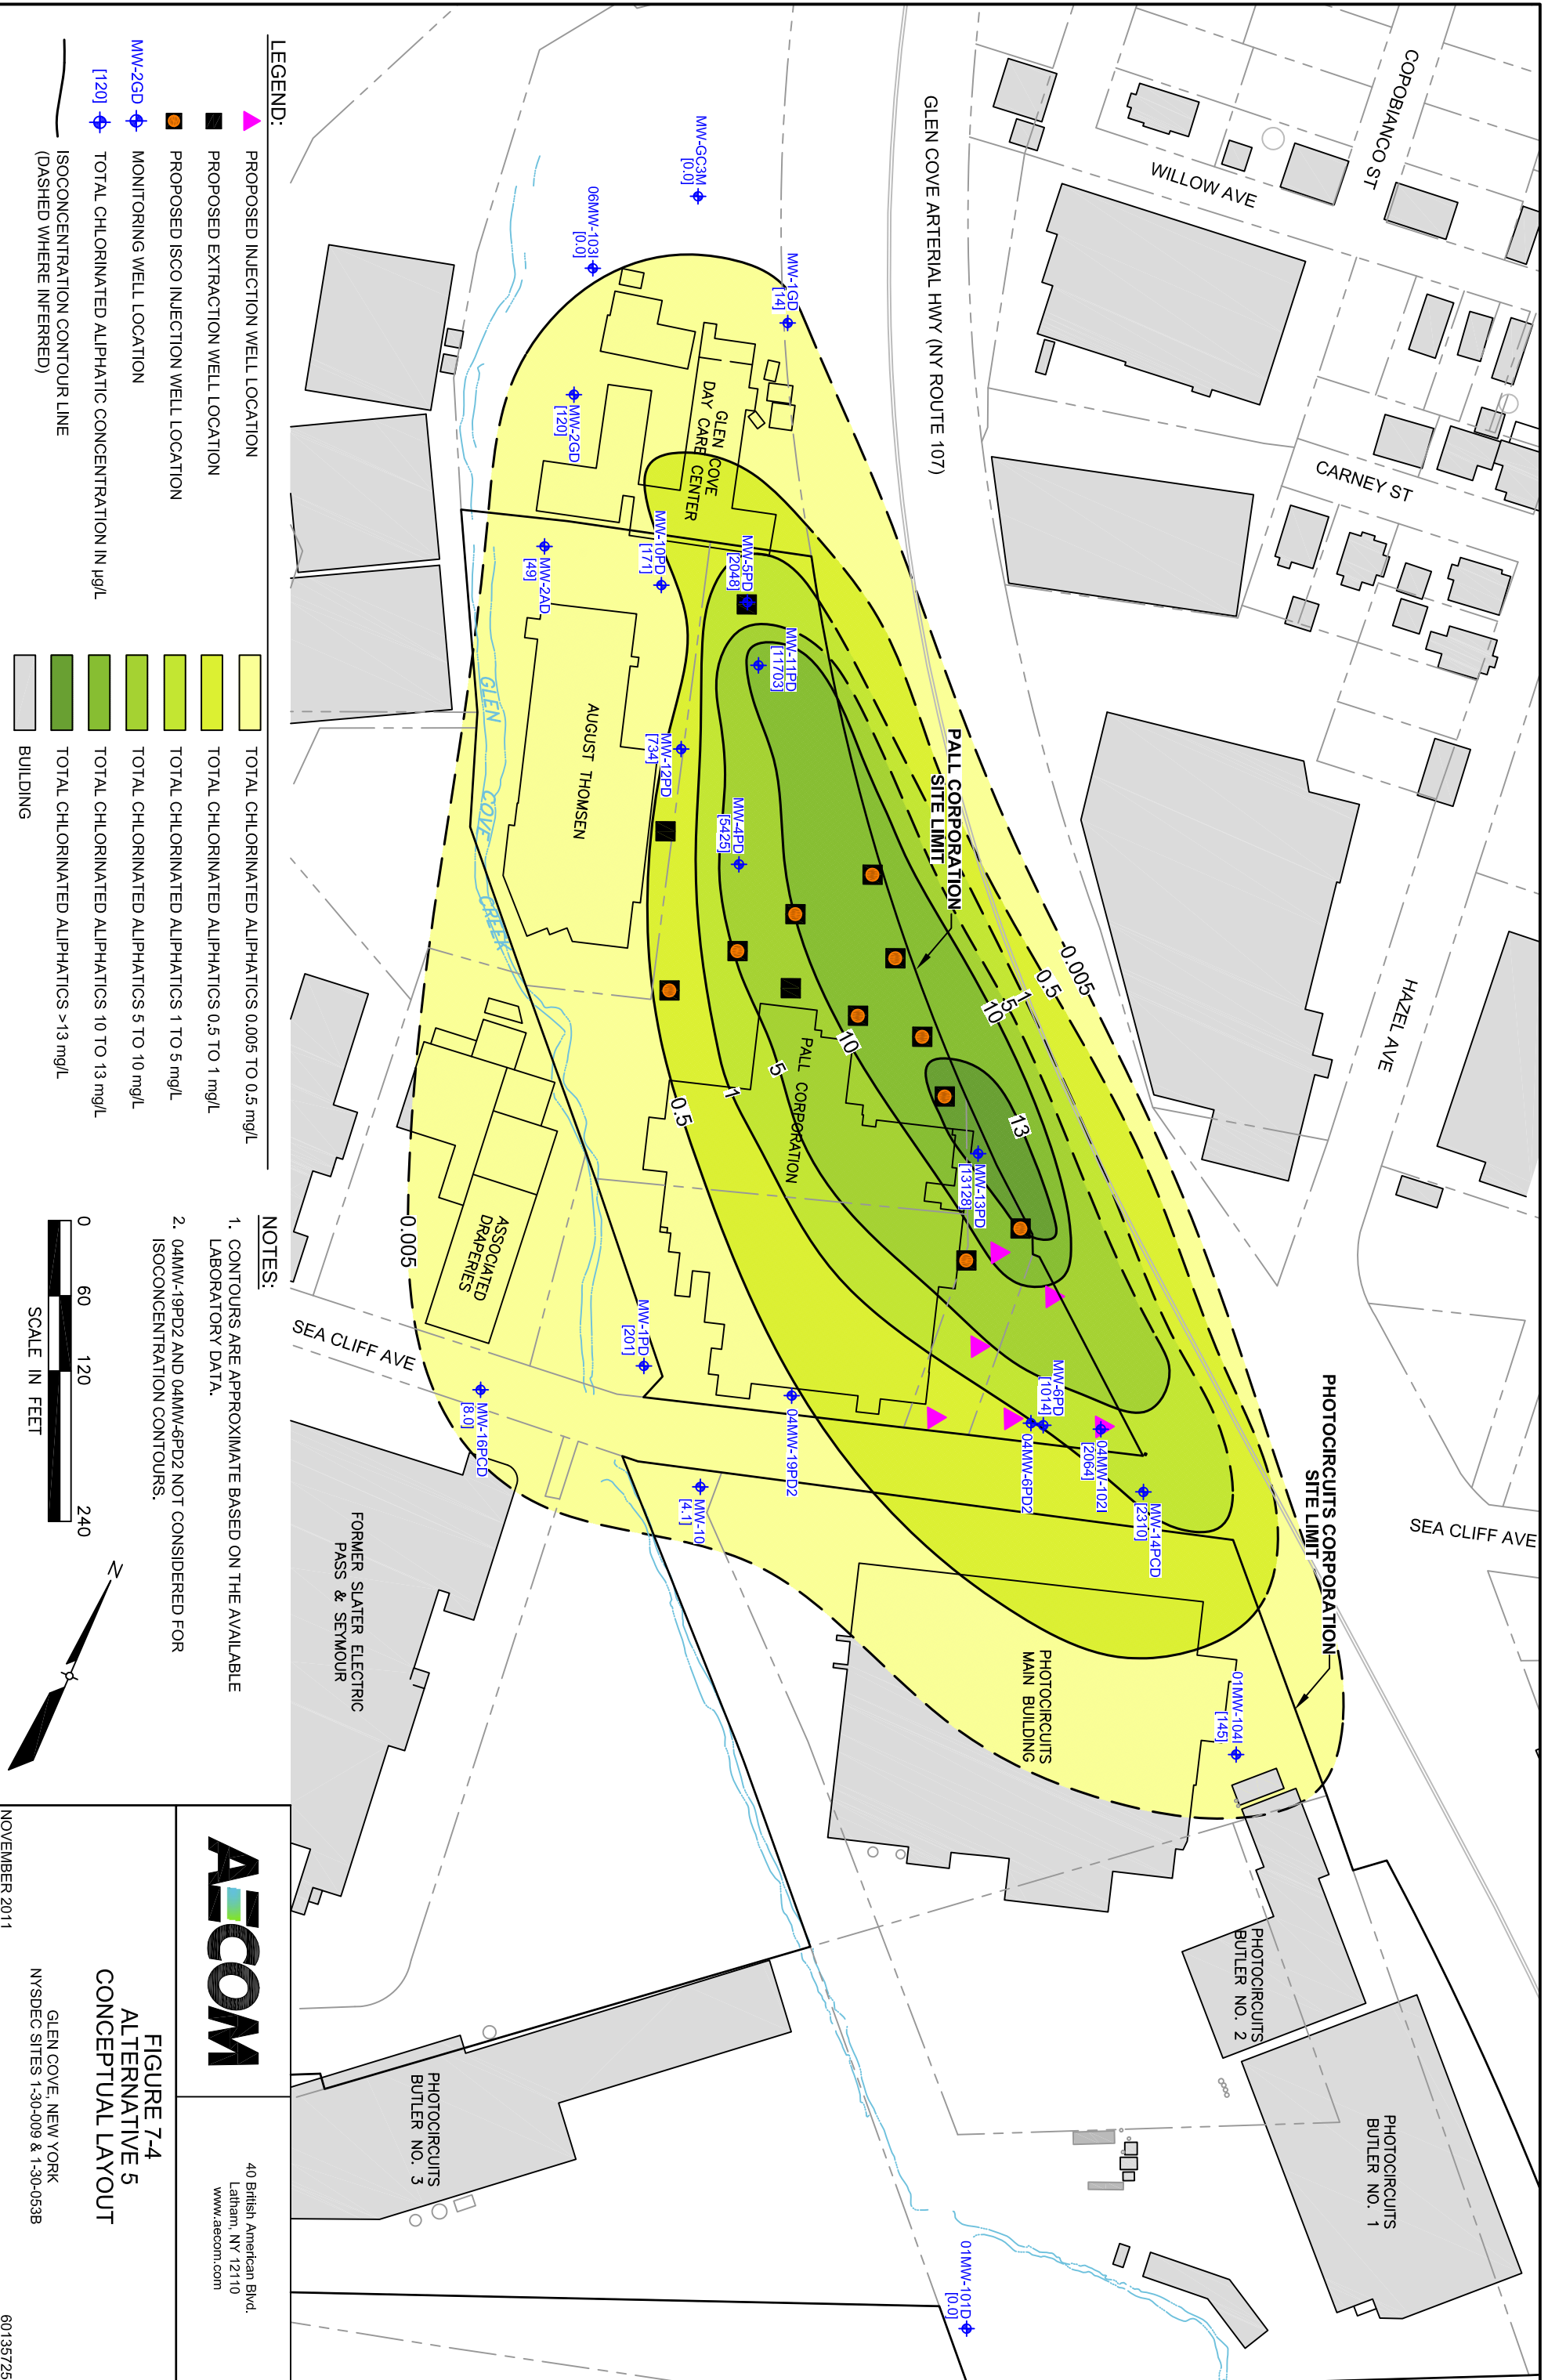 COPOBIANCO ST
WILLOW AVE
CARNEY ST
HAZEL AVE
SEA CLIFF AVE
GLEN COVE ARTERIAL HWY (NY ROUTE 107)
PALL CORPORATION
SITE LIMIT
PHOTOCIRCUITS CORPORATION
SITE LIMIT
0.005
0.5
1
5
10
13
10
5
1
0.5
0.005
MW-GC3M
[0.0]
06MW-103I
[0.0]
MW-1GD
[14]
MW-2GD
[120]
GLEN COVE
DAY CARE CENTER
MW-10PD
[171]
MW-2AD
[49]
MW-5PD
[2048]
MW-11PD
[11703]
MW-12PD
[734]
MW-4PD
[5425]
AUGUST THOMSEN
GLEN COVE CREEK
PALL CORPORATION
MW-13PD
[13128]
ASSOCIATED
DRAPERIES
MW-1PD
[201]
MW-6PD
[1014]
04MW-6PD2
04MW-102I
[2064]
MW-14PCD
[2310]
04MW-19PD2
MW-16PCD
[8.0]
MW-10
[4.1]
SEA CLIFF AVE
FORMER SLATER ELECTRIC
PASS & SEYMOUR
PHOTOCIRCUITS
MAIN BUILDING
01MW-104I
[145]
PHOTOCIRCUITS
BUTLER NO. 2
PHOTOCIRCUITS
BUTLER NO. 1
PHOTOCIRCUITS
BUTLER NO. 3
01MW-101D
[0.0]
LEGEND:
PROPOSED INJECTION WELL LOCATION
PROPOSED EXTRACTION WELL LOCATION
PROPOSED ISCO INJECTION WELL LOCATION
MW-2GD MONITORING WELL LOCATION
[120] TOTAL CHLORINATED ALIPHATIC CONCENTRATION IN µg/L
ISOCONCENTRATION CONTOUR LINE
(DASHED WHERE INFERRED)
TOTAL CHLORINATED ALIPHATICS 0.005 TO 0.5 mg/L
TOTAL CHLORINATED ALIPHATICS 0.5 TO 1 mg/L
TOTAL CHLORINATED ALIPHATICS 1 TO 5 mg/L
TOTAL CHLORINATED ALIPHATICS 5 TO 10 mg/L
TOTAL CHLORINATED ALIPHATICS 10 TO 13 mg/L
TOTAL CHLORINATED ALIPHATICS >13 mg/L
BUILDING
NOTES:
1. CONTOURS ARE APPROXIMATE BASED ON THE AVAILABLE
LABORATORY DATA.
2. 04MW-19PD2 AND 04MW-6PD2 NOT CONSIDERED FOR
ISOCONCENTRATION CONTOURS.
0 60 120 240
SCALE IN FEET
N
AECOM
40 British American Blvd.
Latham, NY 12110
www.aecom.com
FIGURE 7-4
ALTERNATIVE 5
CONCEPTUAL LAYOUT
GLEN COVE, NEW YORK
NYSDEC SITES 1-30-009 & 1-30-053B
NOVEMBER 2011
60135725